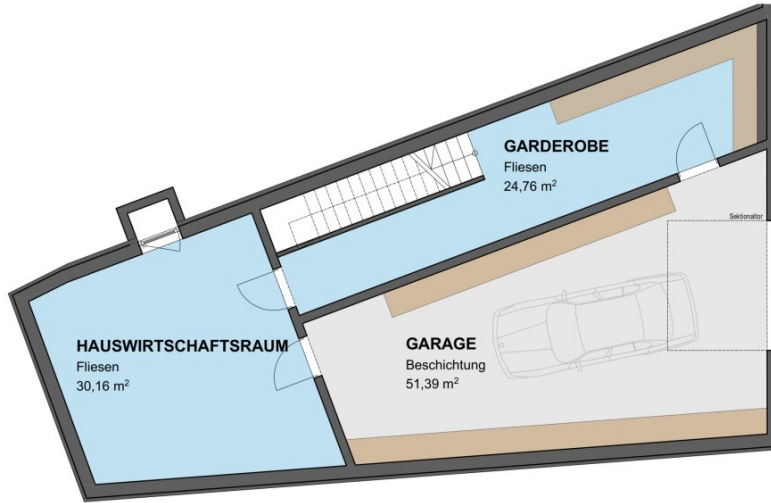 GARDEROBE
Fliesen
24,76 m²
Sektionaltor
HAUSWIRTSCHAFTSRAUM
Fliesen
30,16 m²
GARAGE
Beschichtung
51,39 m²